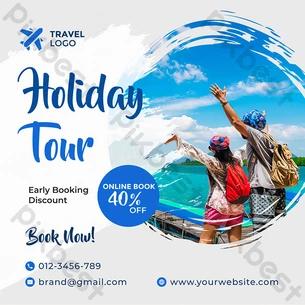 TRAVEL
LOGO
Holiday
Tour
Early Booking
Discount
ONLINE BOOK
40%
OFF
Book Now!
012-3456-789
brand@gmail.com
www.yourwebsite.com